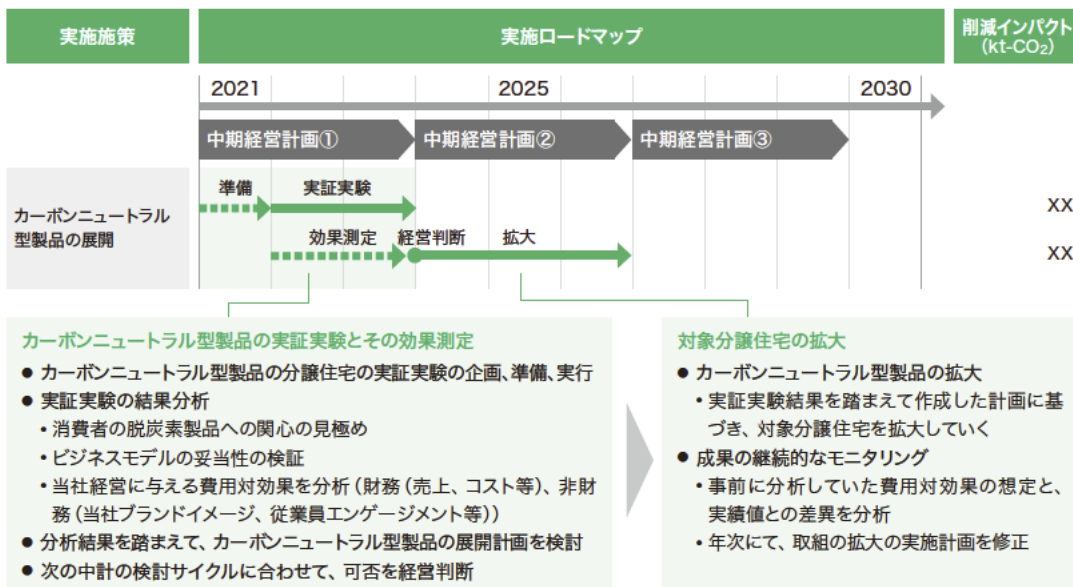 実施施策
実施ロードマップ
削減インパクト
(kt-CO₂)
2021
2025
2030
中期経営計画①
中期経営計画②
中期経営計画③
カーボンニュートラル
型製品の展開
準備
実証実験
XX
効果測定
経営判断
拡大
XX
カーボンニュートラル型製品の実証実験とその効果測定
● カーボンニュートラル型製品の分譲住宅の実証実験の企画、準備、実行
● 実証実験の結果分析
・消費者の脱炭素製品への関心の見極め
・ビジネスモデルの妥当性の検証
・当社経営に与える費用対効果を分析(財務(売上、コスト等)、非財
務(当社ブランドイメージ、従業員エンゲージメント等))
● 分析結果を踏まえて、カーボンニュートラル型製品の展開計画を検討
● 次の中計の検討サイクルに合わせて、可否を経営判断
対象分譲住宅の拡大
● カーボンニュートラル型製品の拡大
・実証実験結果を踏まえて作成した計画に基
づき、対象分譲住宅を拡大していく
● 成果の継続的なモニタリング
・事前に分析していた費用対効果の想定と、
実績値との差異を分析
・年次にて、取組の拡大の実施計画を修正